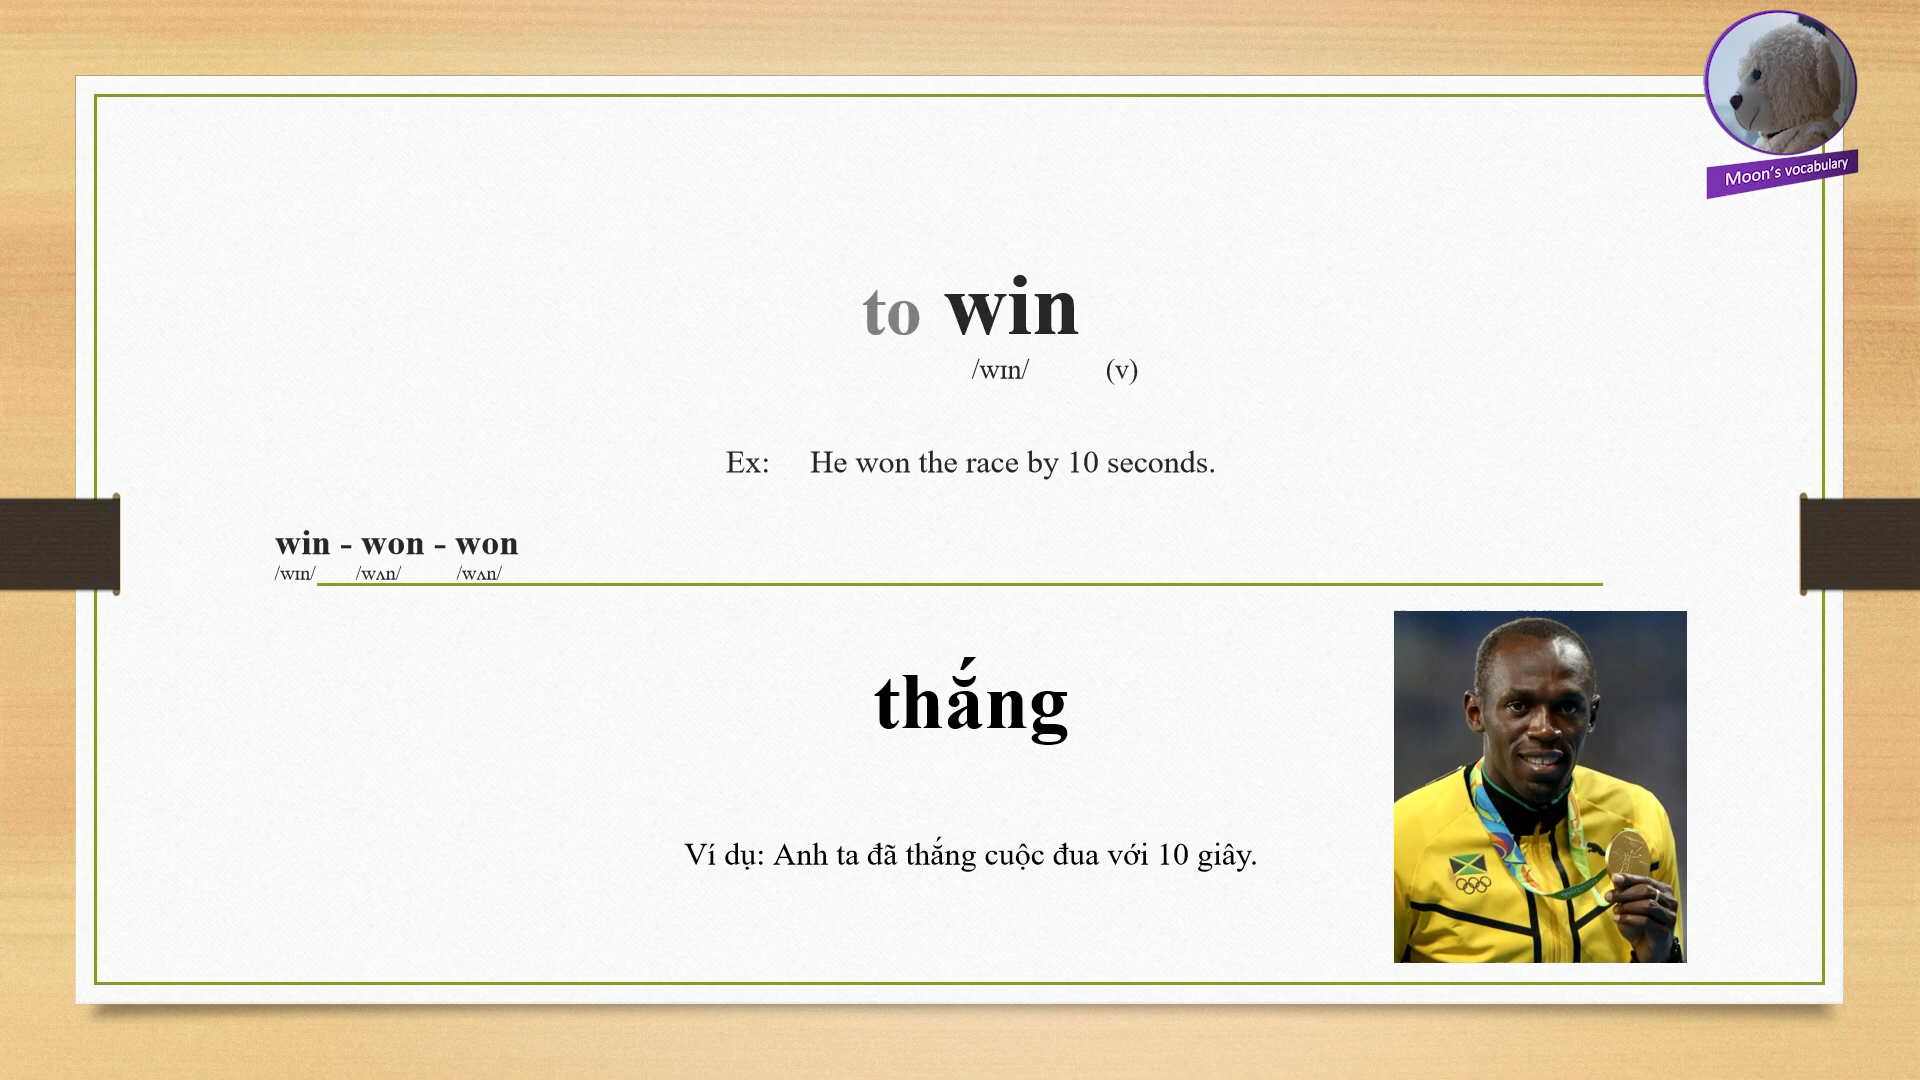 Moon's vocabulary
to win
/wɪn/ (v)
Ex: He won the race by 10 seconds.
win - won - won
/wɪn/ /wʌn/ /wʌn/
thắng
Ví dụ: Anh ta đã thắng cuộc đua với 10 giây.